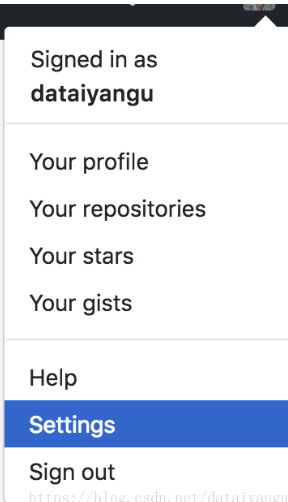 Signed in as
dataiyangu
Your profile
Your repositories
Your stars
Your gists
Help
Settings
Sign out
https://blog.csdn.net/dataiyangu